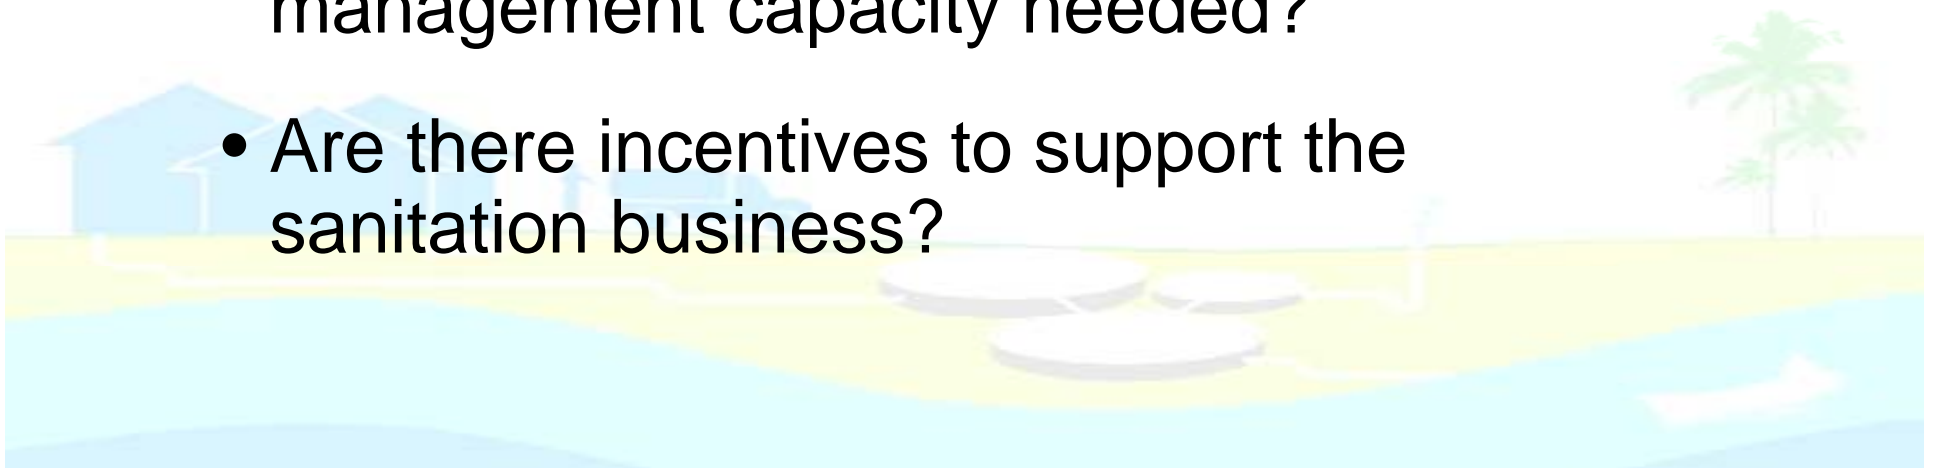 management capacity needed?
• Are there incentives to support the
sanitation business?